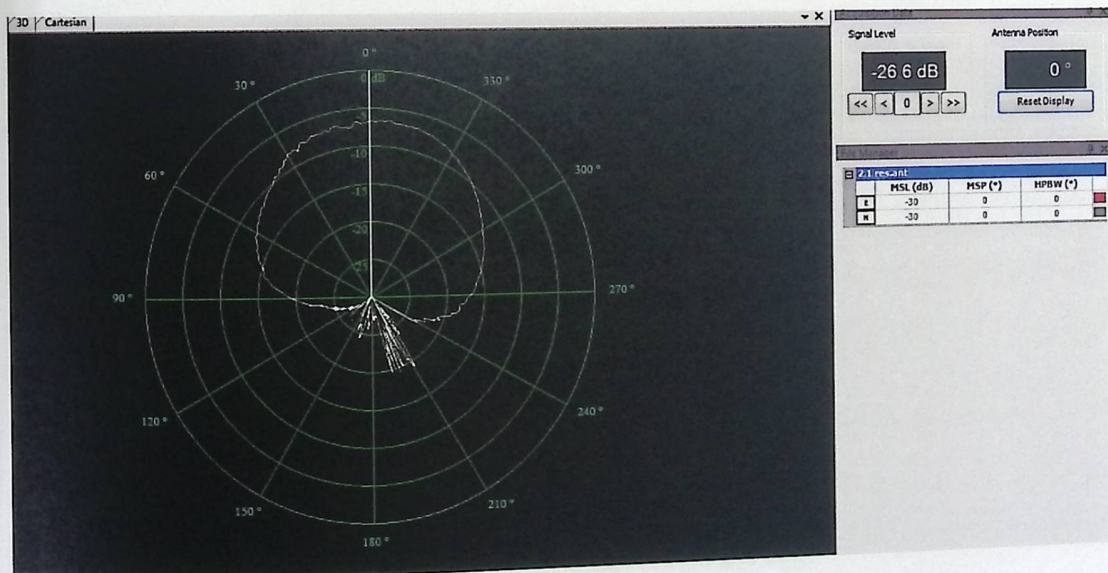 3D Cartesian
0°
30°
330°
0 dB
-5
-10
-15
-20
-25
60°
300°
90°
270°
120°
240°
150°
210°
180°
Signal Level
Antenna Position
-26 6 dB
0 °
<< < 0 > >>
Reset Display
File Manager
2.1 res.ant
MSL (dB) MSP (°) HPBW (°)
E -30 0 0
H -30 0 0